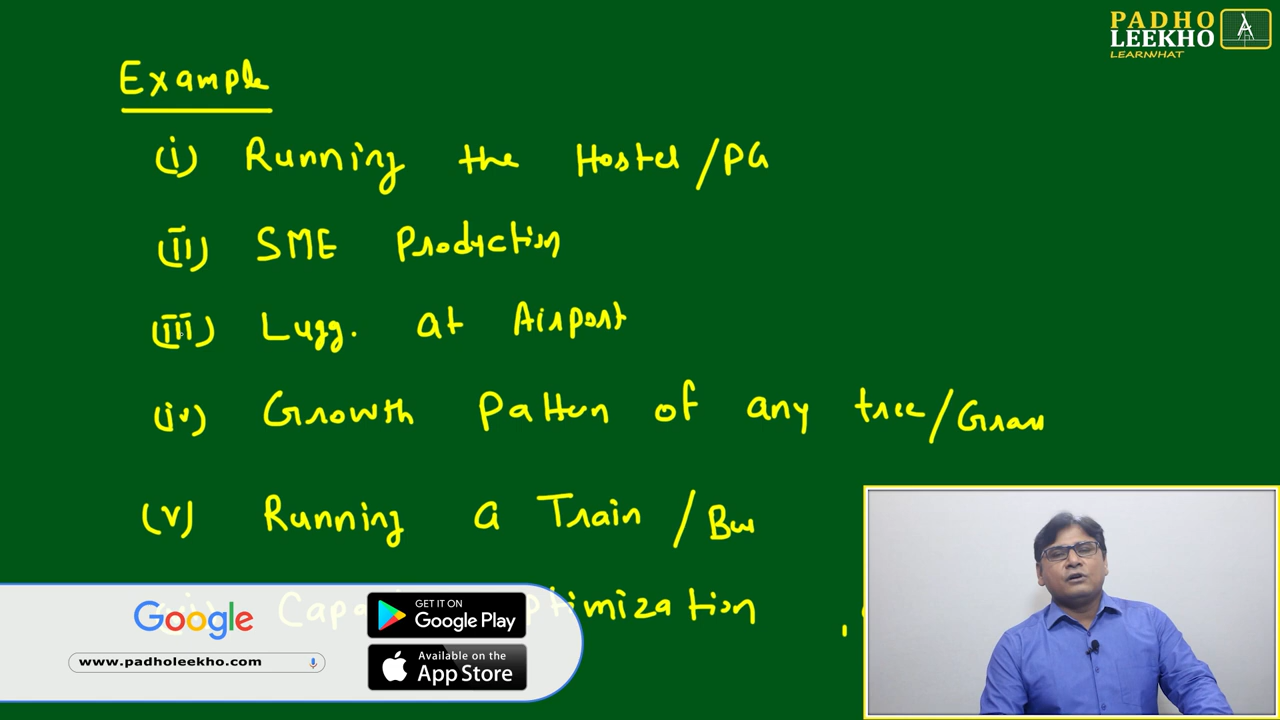 PADHO
LEEKHO
LEARNWHAT
Example
(i) Running the Hostel/PG
(ii) SME Production
(iii) Lugg. at Airport
(iv) Growth Pattern of any tree/Grass
(v) Running a Train/Bus
Google
GET IT ON
Google Play
www.padholeekho.com
Available on the
App Store